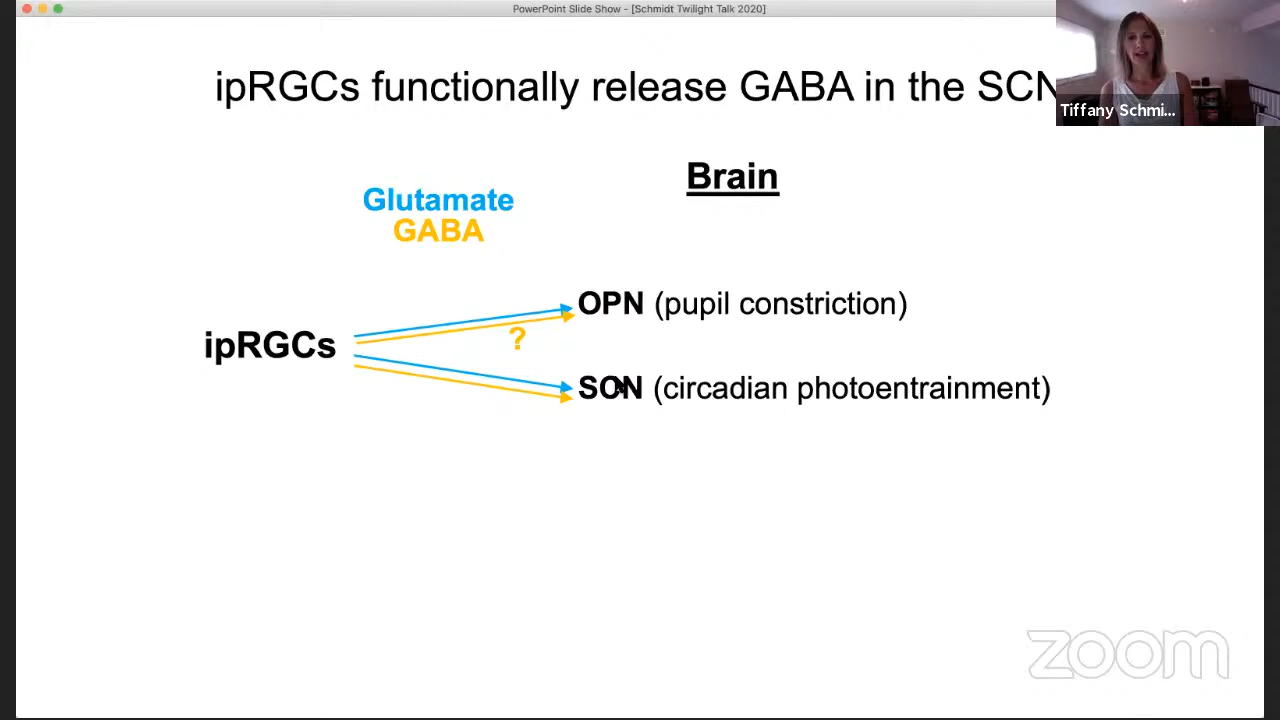 PowerPoint Slide Show - [Schmidt Twilight Talk 2020]
ipRGCs functionally release GABA in the SCN
Tiffany Schmi...
Brain
Glutamate
GABA
OPN (pupil constriction)
?
ipRGCs
SCN (circadian photoentrainment)
zoom